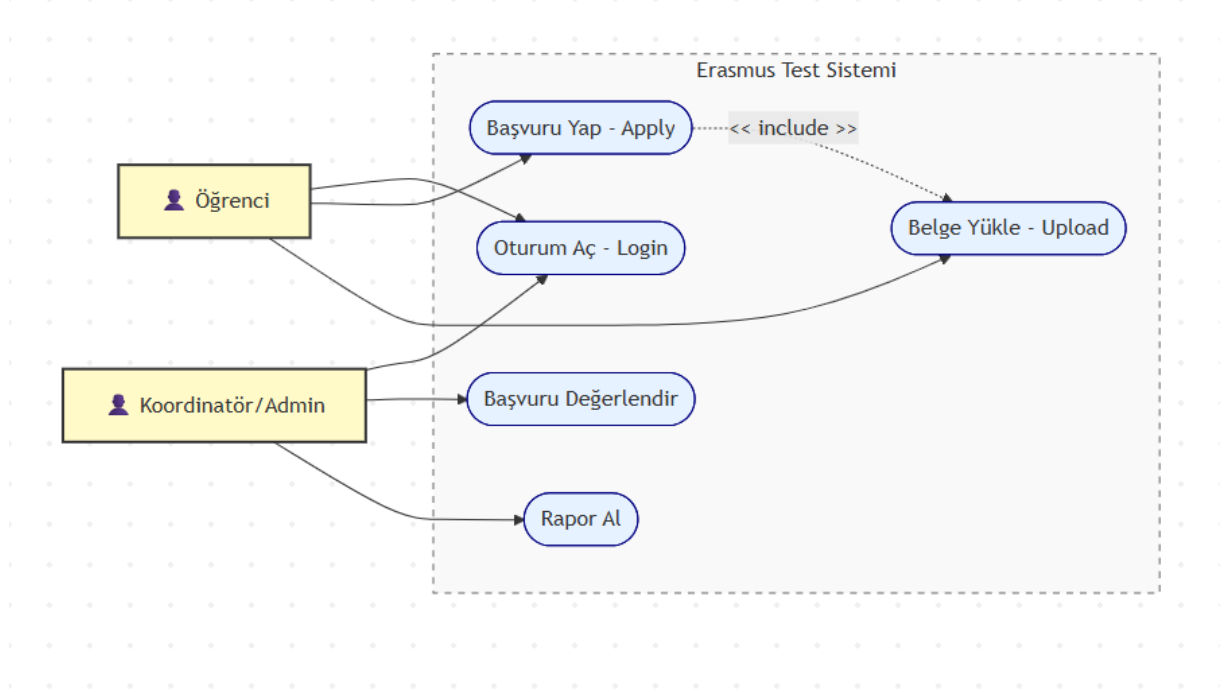 Erasmus Test Sistemi
Başvuru Yap - Apply
<< include >>
Öğrenci
Belge Yükle - Upload
Oturum Aç - Login
Koordinatör/Admin
Başvuru Değerlendir
Rapor Al